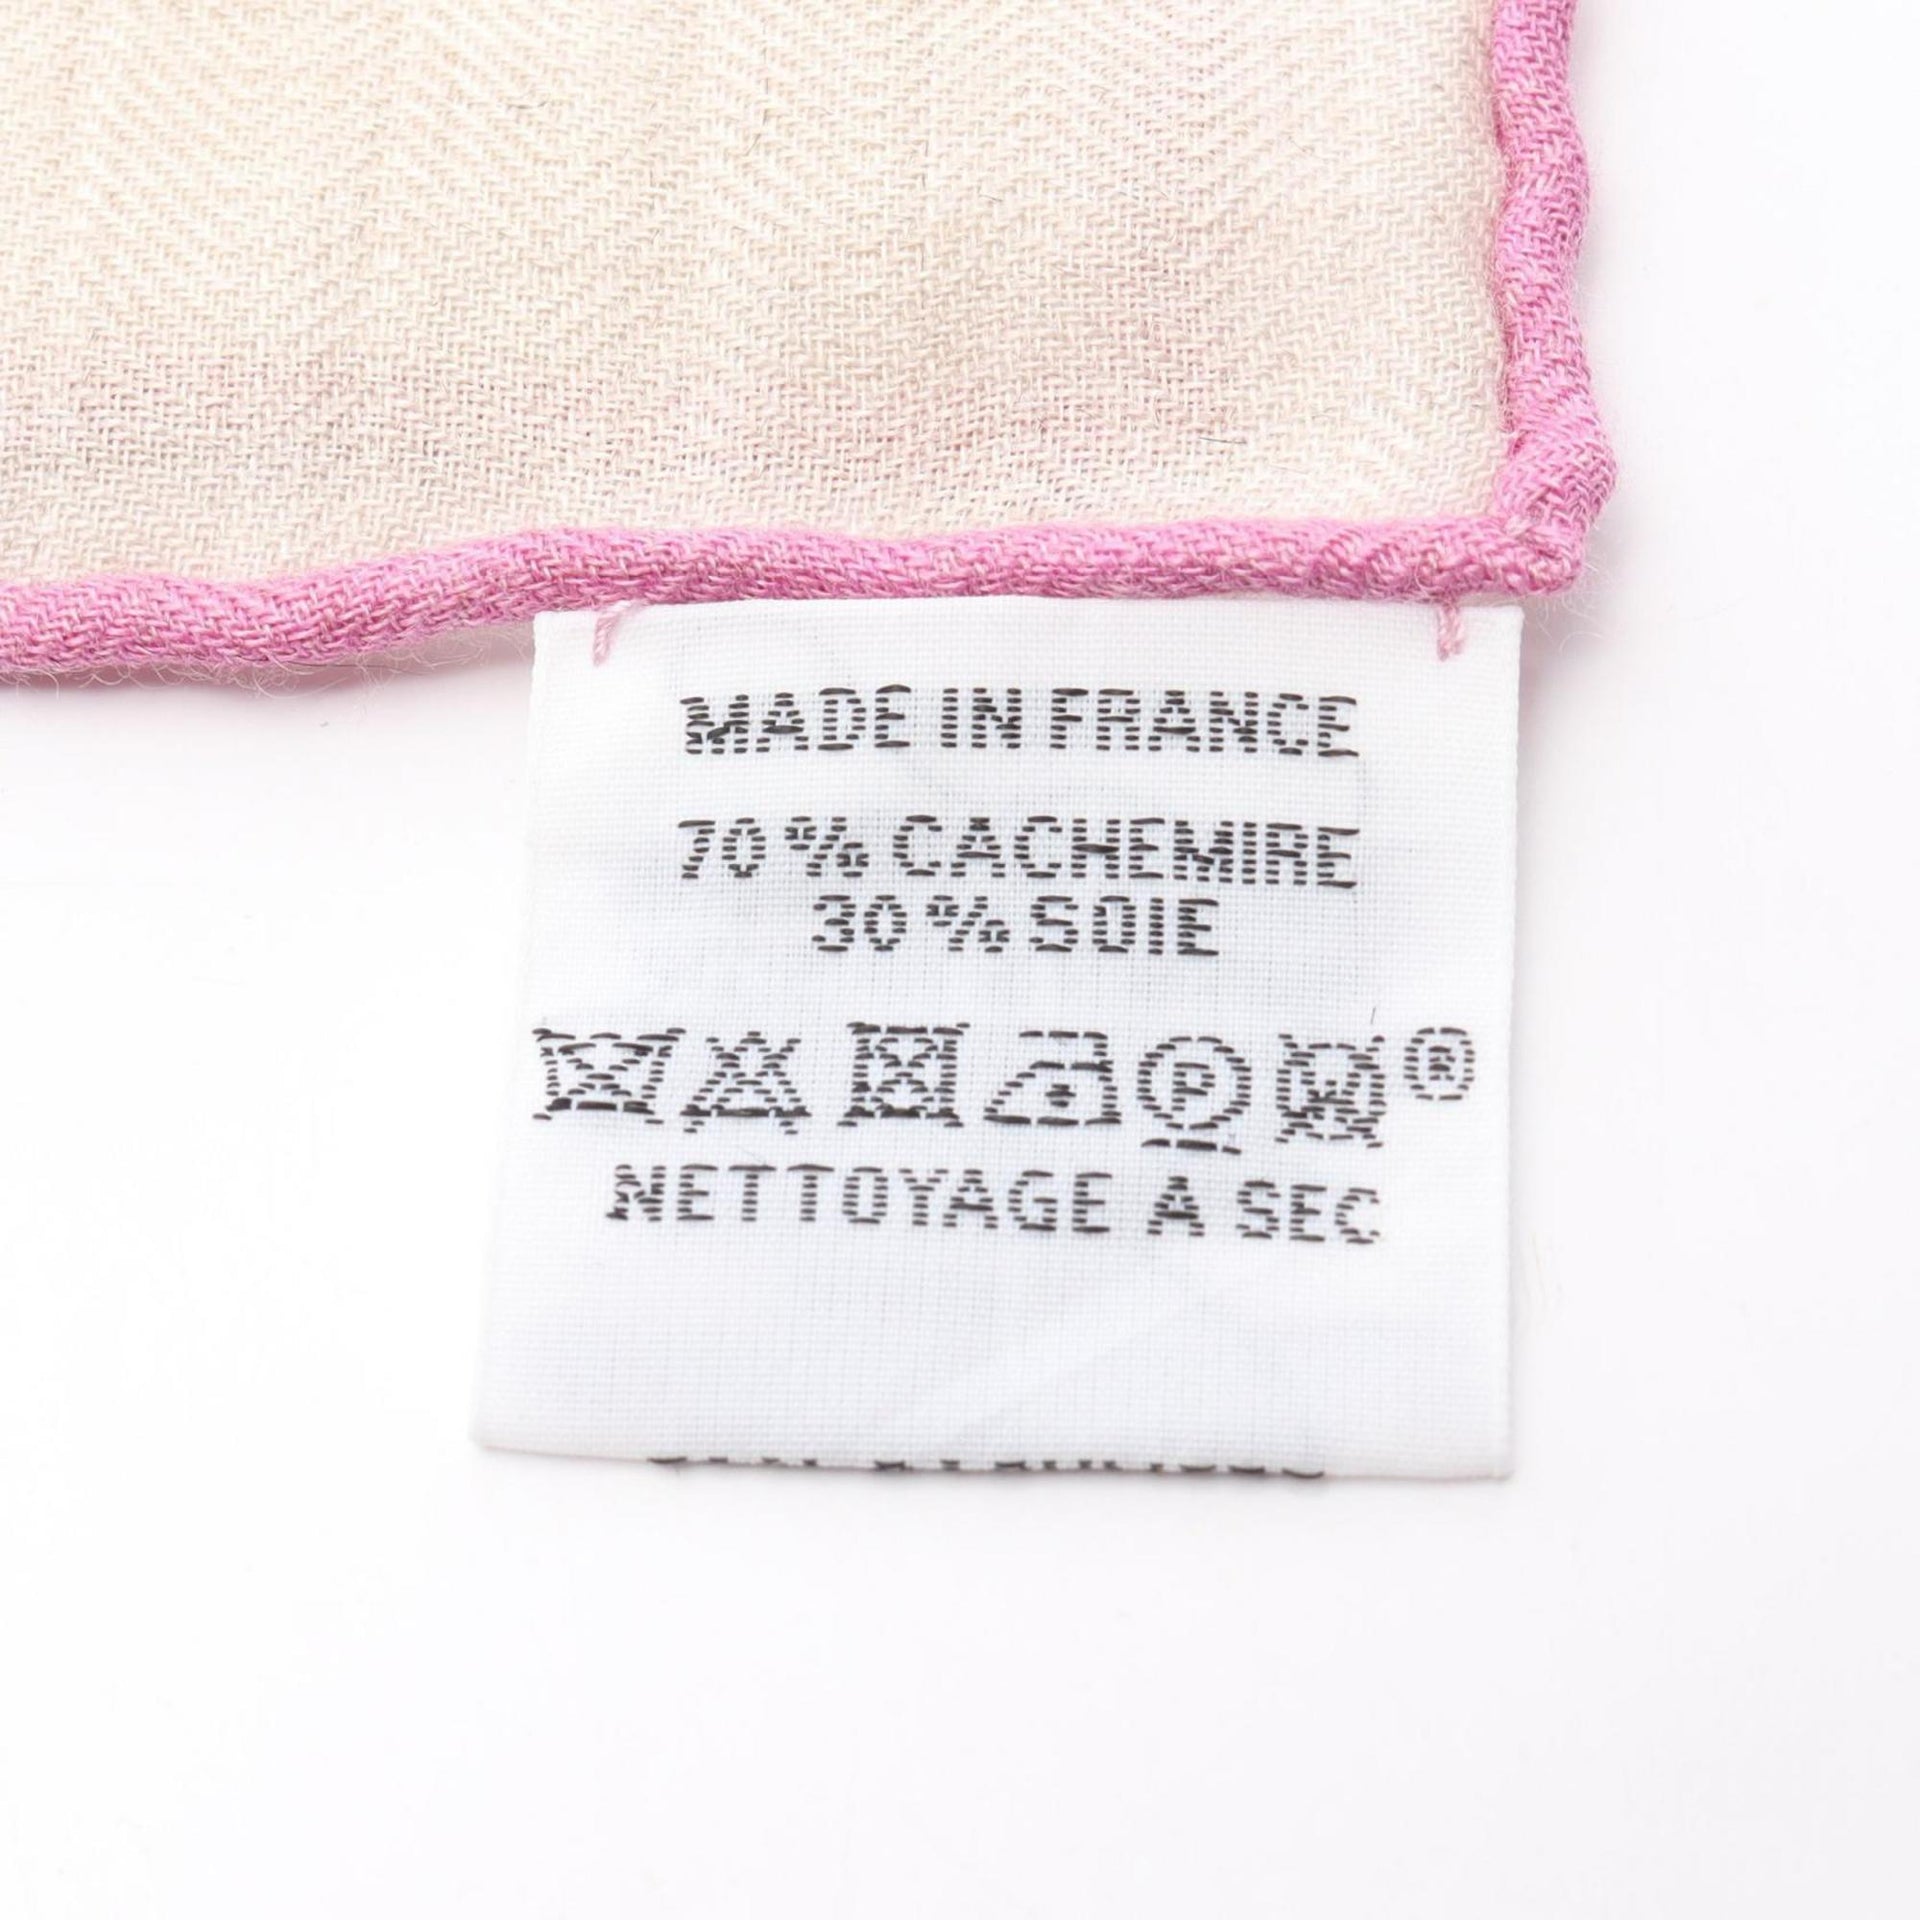 MADE IN FRANCE
70% CACHEMIRE
30% SOIE
P W ®
NETTOYAGE A SEC